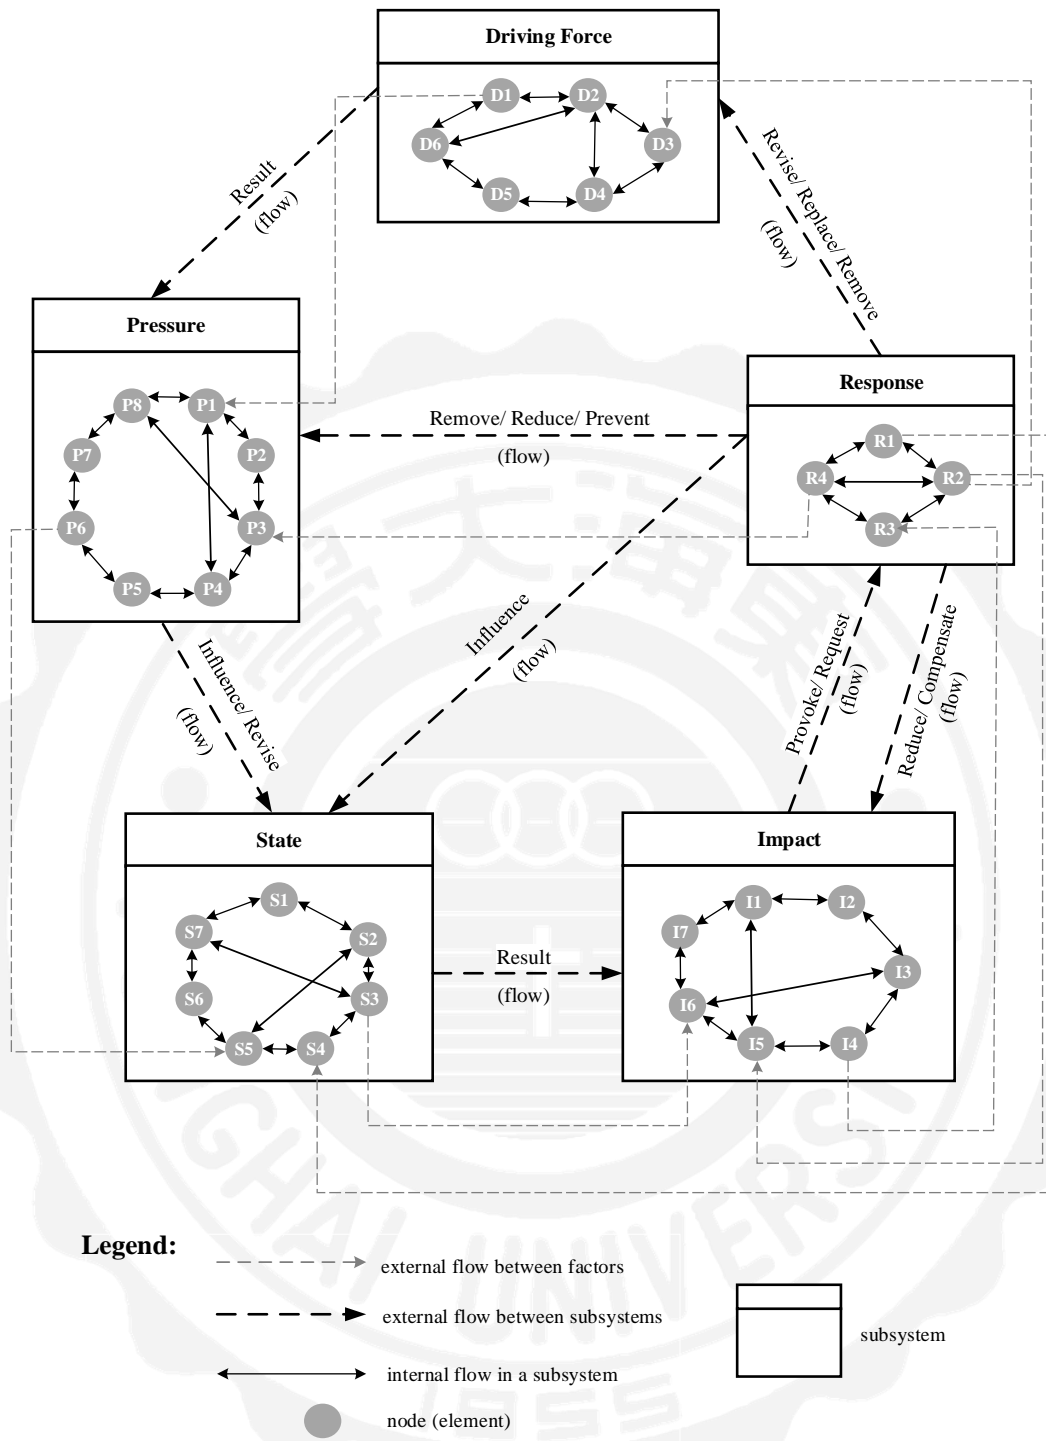 Driving Force
D1
D2
D6
D3
D5
D4
Result
(flow)
Revise/ Replace/ Remove
(flow)
Pressure
P8
P1
P7
P2
P6
P3
P5
P4
Remove/ Reduce/ Prevent
(flow)
Response
R1
R4
R2
R3
Influence/ Revise
(flow)
Influence
(flow)
Provoke/ Request
(flow)
Reduce/ Compensate
(flow)
State
S1
S7
S2
S6
S3
S5
S4
Result
(flow)
Impact
I1
I2
I7
I3
I6
I5
I4
Legend:
external flow between factors
external flow between subsystems
internal flow in a subsystem
node (element)
subsystem
GHAI UNIVERSI
1955